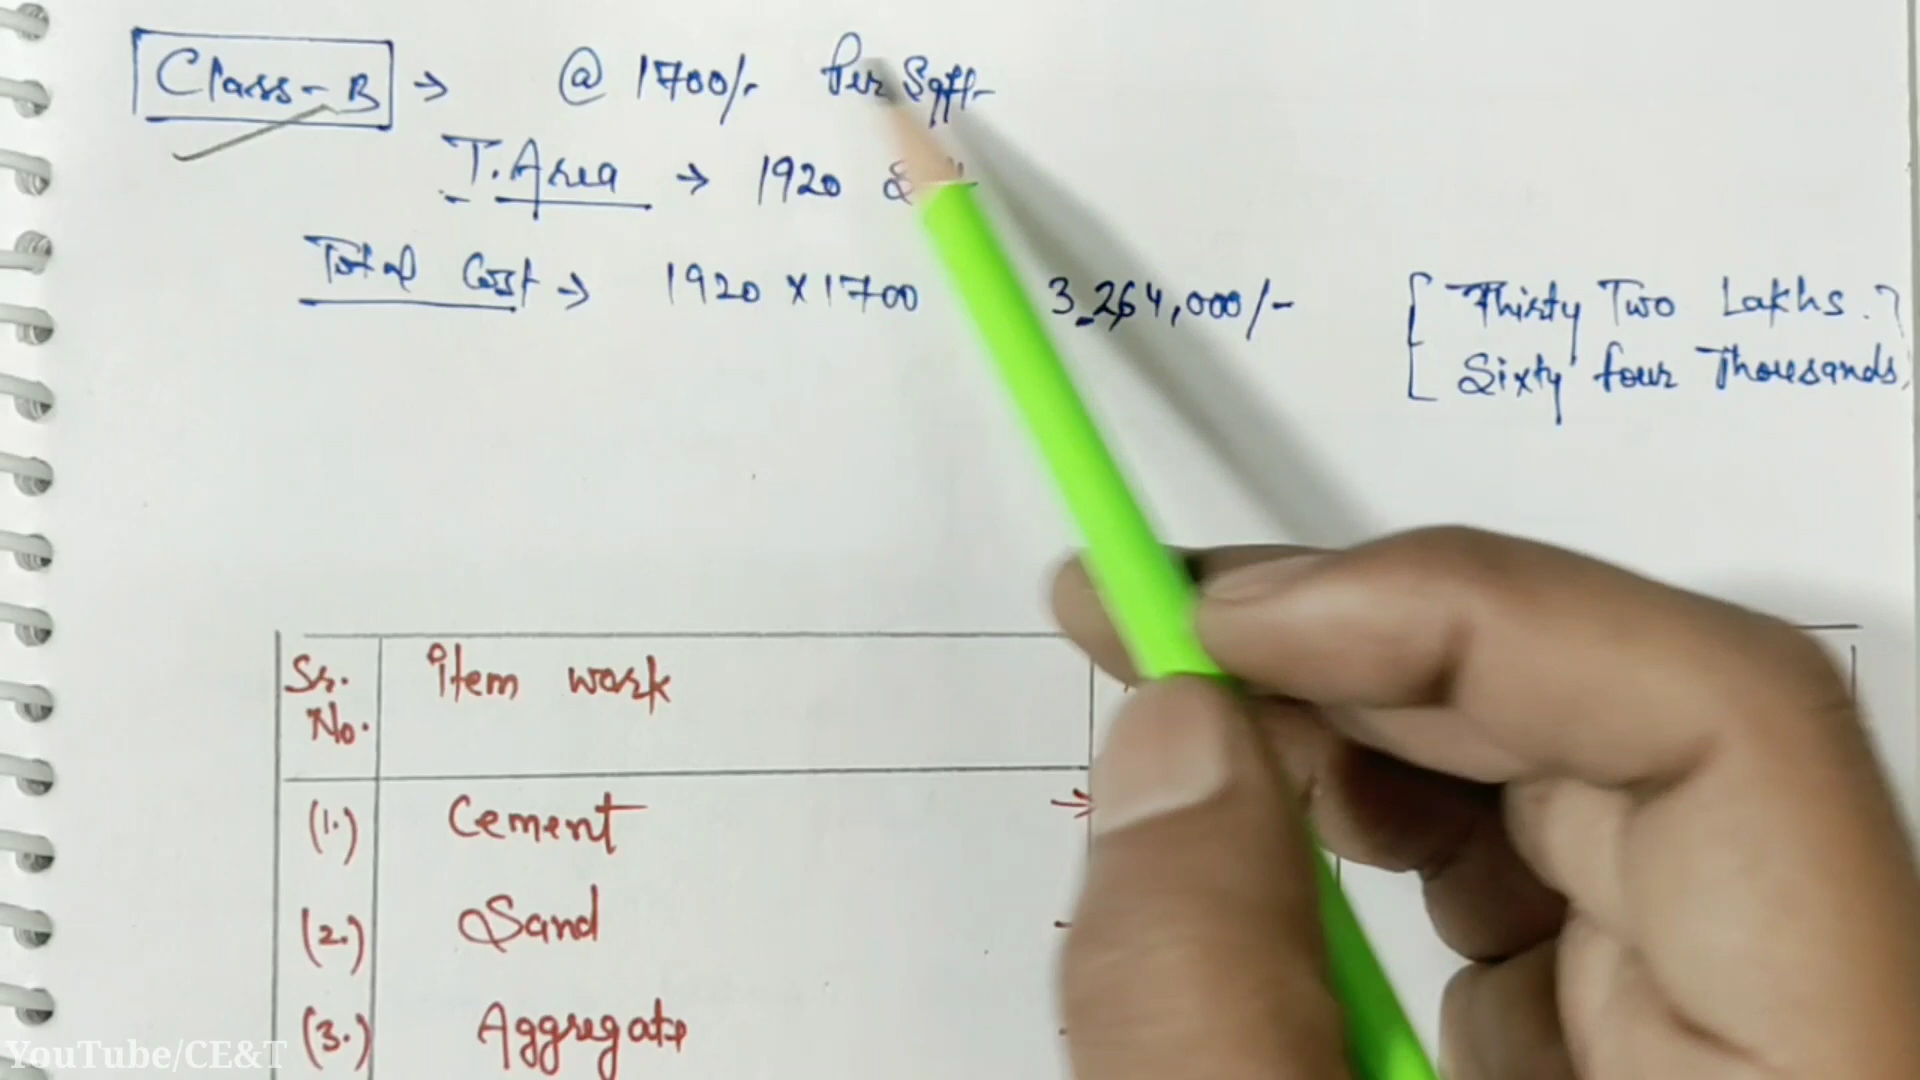 Class-B → @ 1700/- Per Sqft-
T.Area → 1920
Total Cost → 1920 x 1700 3,264,000/-
[Thirty Two Lakhs.]
[Sixty four Thousands,
Sr. No. item work
(1.) Cement →
(2.) Sand
(3.) Aggregate
YouTube/CE&T